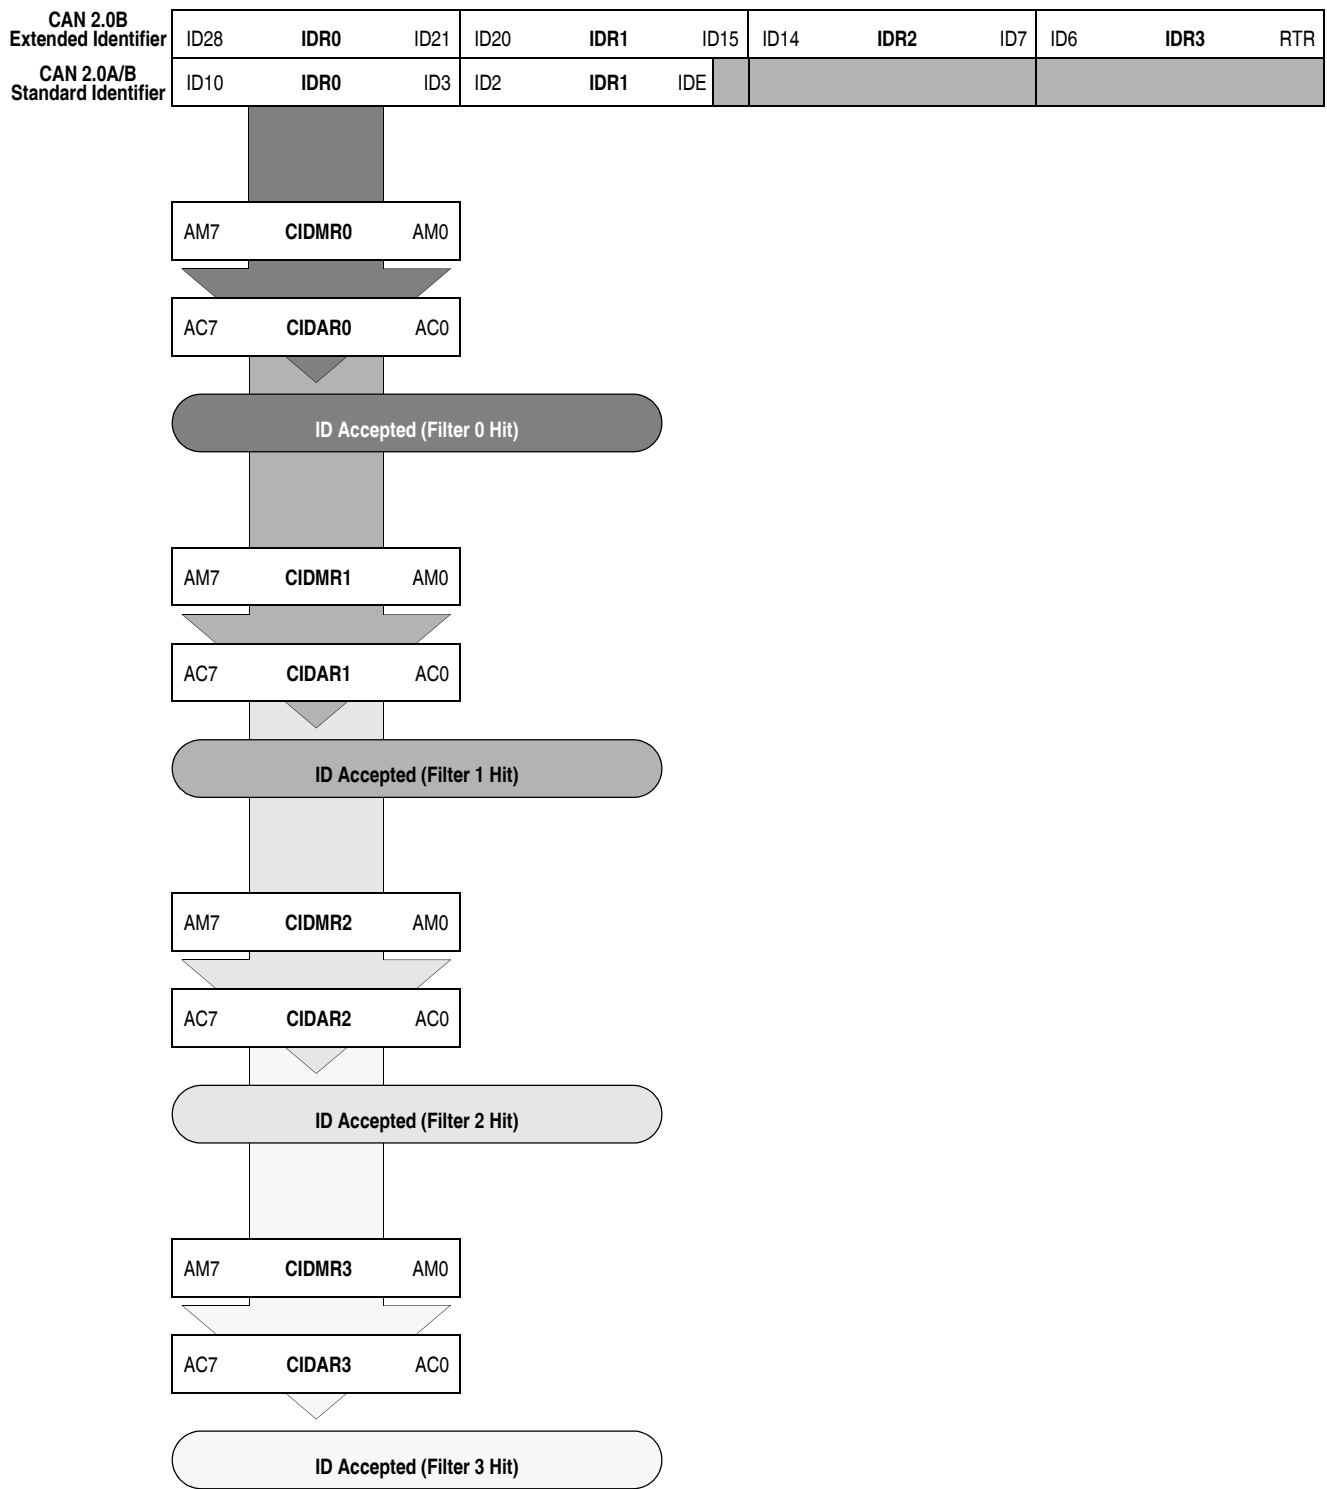 CAN 2.0B
Extended Identifier
ID28 IDR0 ID21 ID20 IDR1 ID15 ID14 IDR2 ID7 ID6 IDR3 RTR
CAN 2.0A/B
Standard Identifier
ID10 IDR0 ID3 ID2 IDR1 IDE
AM7 CIDMR0 AM0
AC7 CIDAR0 AC0
ID Accepted (Filter 0 Hit)
AM7 CIDMR1 AM0
AC7 CIDAR1 AC0
ID Accepted (Filter 1 Hit)
AM7 CIDMR2 AM0
AC7 CIDAR2 AC0
ID Accepted (Filter 2 Hit)
AM7 CIDMR3 AM0
AC7 CIDAR3 AC0
ID Accepted (Filter 3 Hit)